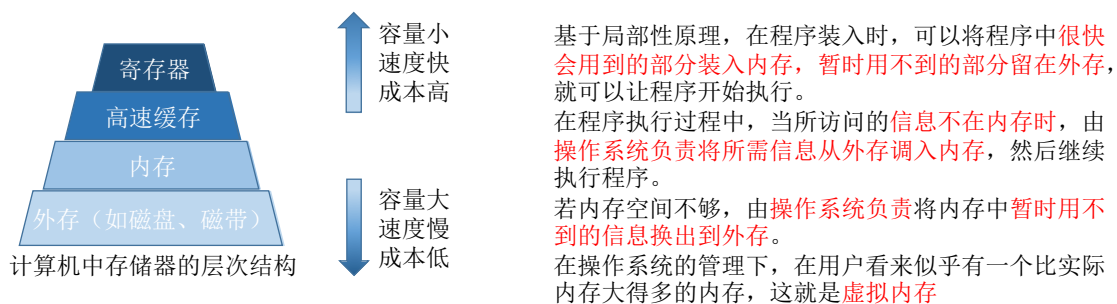 寄存器
高速缓存
内存
外存（如磁盘、磁带）
计算机中存储器的层次结构
容量小
速度快
成本高
容量大
速度慢
成本低
基于局部性原理，在程序装入时，可以将程序中很快
会用到的部分装入内存，暂时用不到的部分留在外存，
就可以让程序开始执行。
在程序执行过程中，当所访问的信息不在内存时，由
操作系统负责将所需信息从外存调入内存，然后继续
执行程序。
若内存空间不够，由操作系统负责将内存中暂时用不
到的信息换出到外存。
在操作系统的管理下，在用户看来似乎有一个比实际
内存大得多的内存，这就是虚拟内存